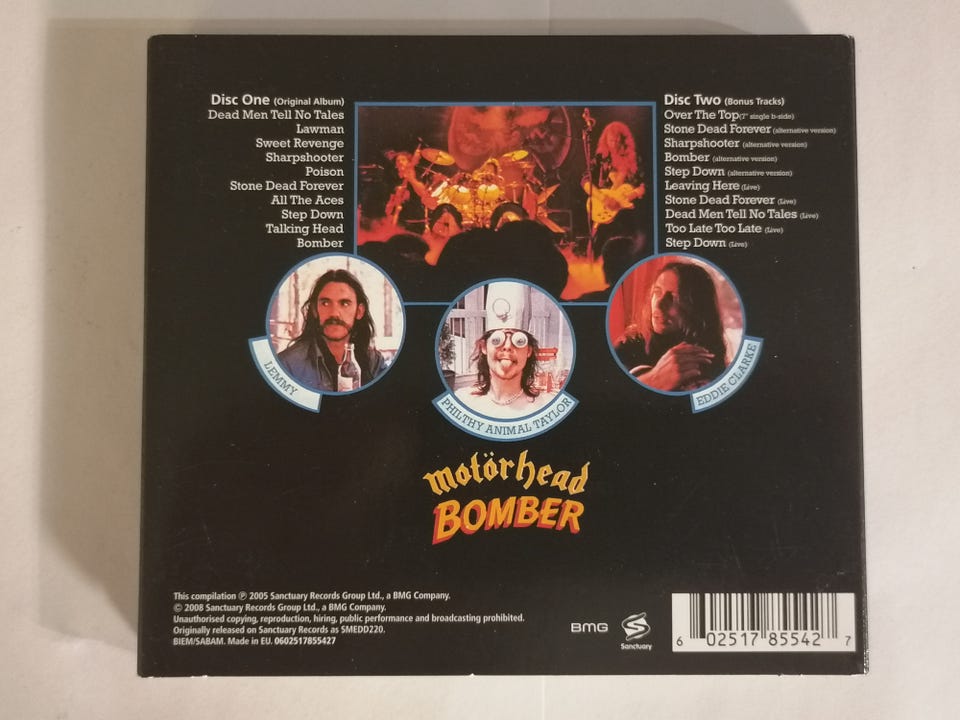 Disc One (Original Album)
Dead Men Tell No Tales
Lawman
Sweet Revenge
Sharpshooter
Poison
Stone Dead Forever
All The Aces
Step Down
Talking Head
Bomber
Disc Two (Bonus Tracks)
Over The Top (7" single b-side)
Stone Dead Forever (alternative version)
Sharpshooter (alternative version)
Bomber (alternative version)
Step Down (alternative version)
Leaving Here (Live)
Stone Dead Forever (Live)
Dead Men Tell No Tales (Live)
Too Late Too Late (Live)
Step Down (Live)
LEMMY
PHILTHY ANIMAL TAYLOR
EDDIE CLARKE
motörhead
BOMBER
This compilation ℗ 2005 Sanctuary Records Group Ltd., a BMG Company.
© 2008 Sanctuary Records Group Ltd., a BMG Company.
Unauthorised copying, reproduction, hiring, public performance and broadcasting prohibited.
Originally released on Sanctuary Records as SMEDD220.
BIEM/SABAM. Made in EU. 0602517855427
BMG
Sanctuary
6 02517 85542 7